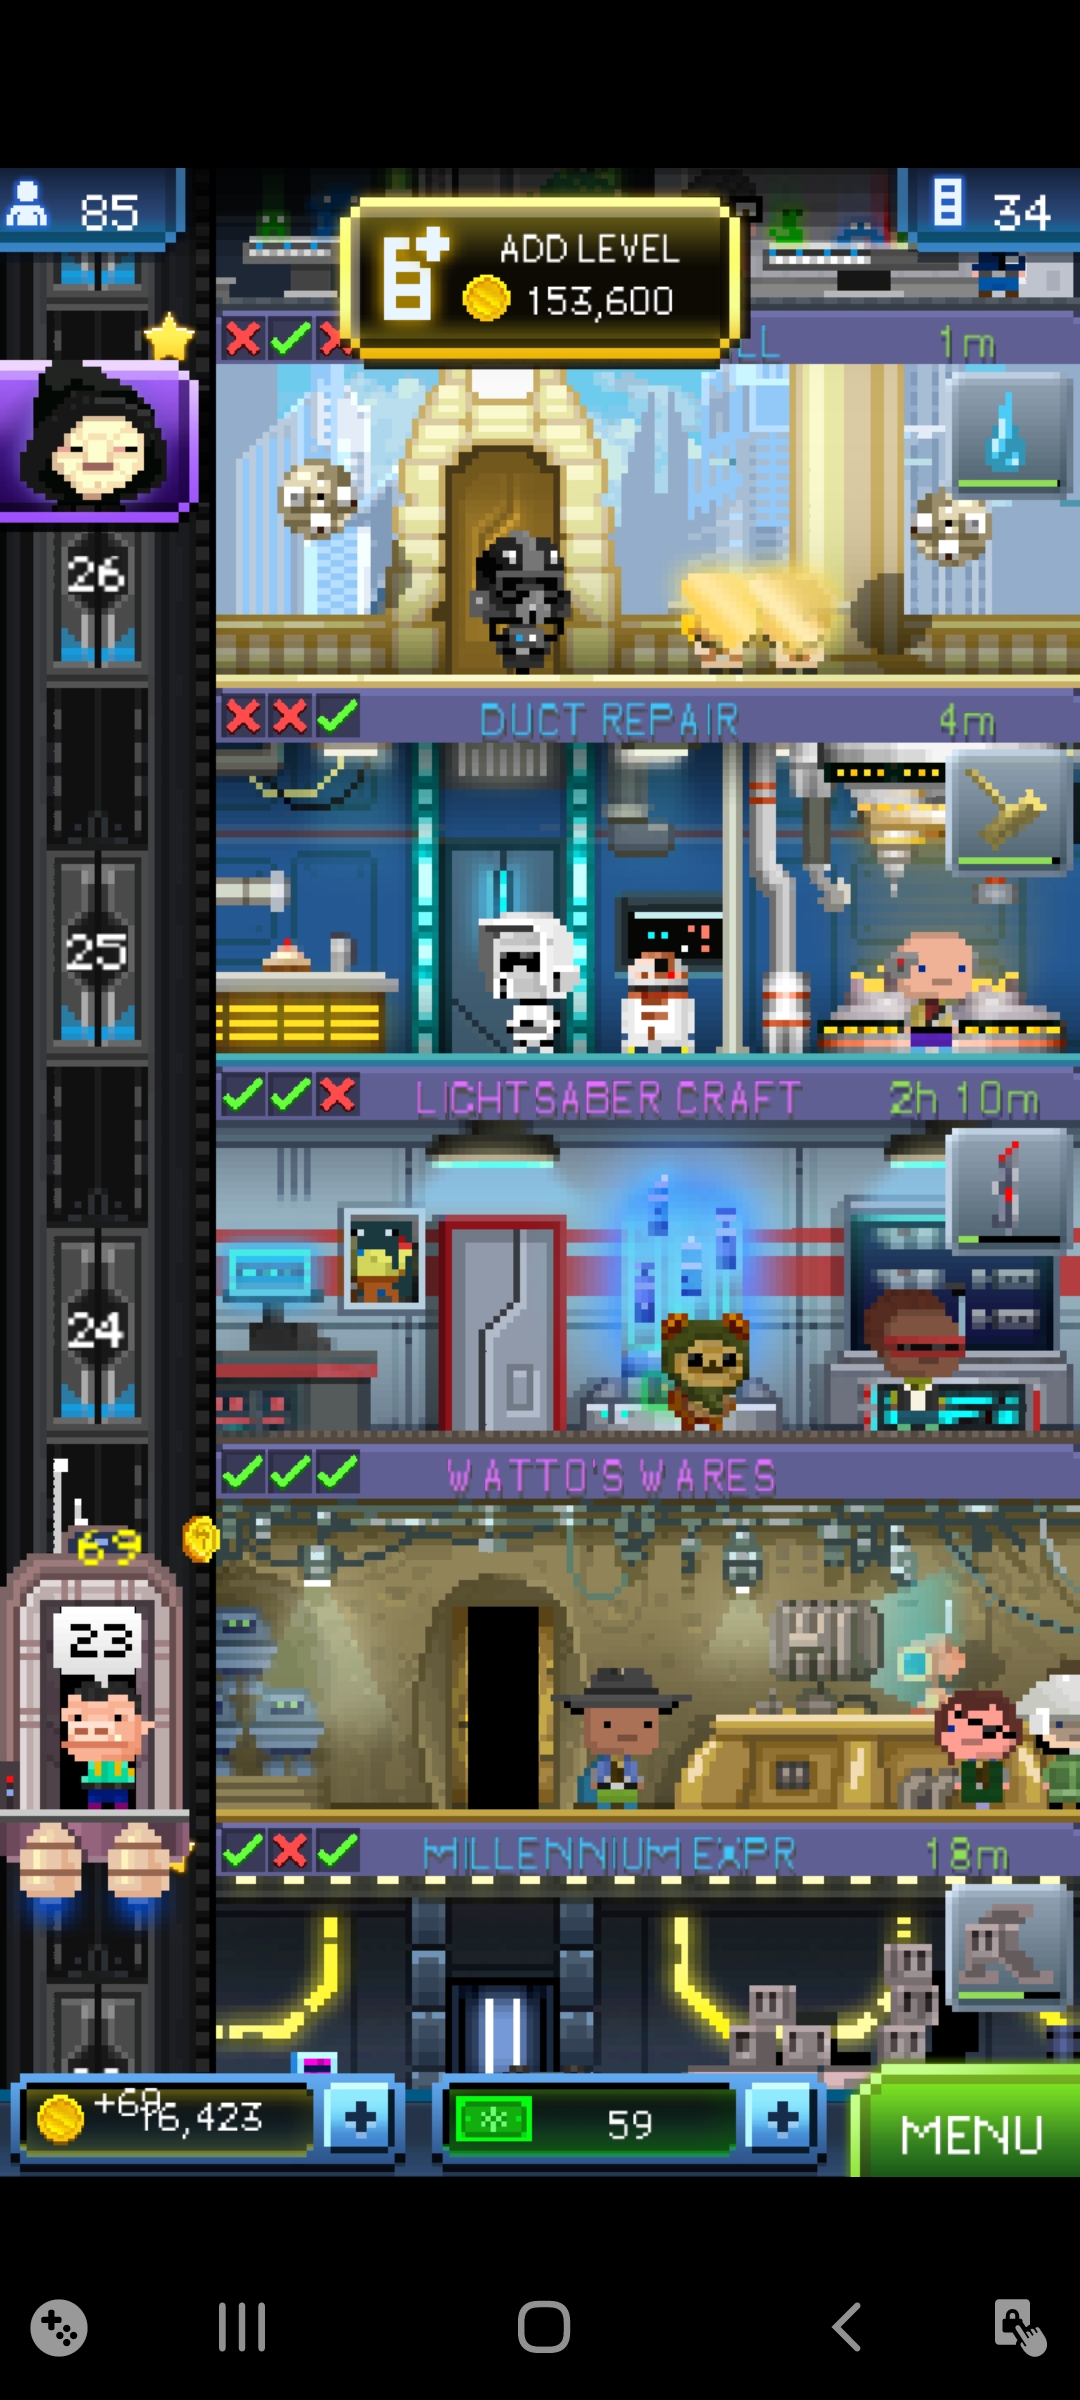 85
ADD LEVEL
153,600
34
LL
1m
26
DUCT REPAIR
4m
25
LIGHTSABER CRAFT
2h 10m
24
WATTO'S WARES
69
23
MILLENNIUM EXPR
18m
+69
16,423
59
MENU